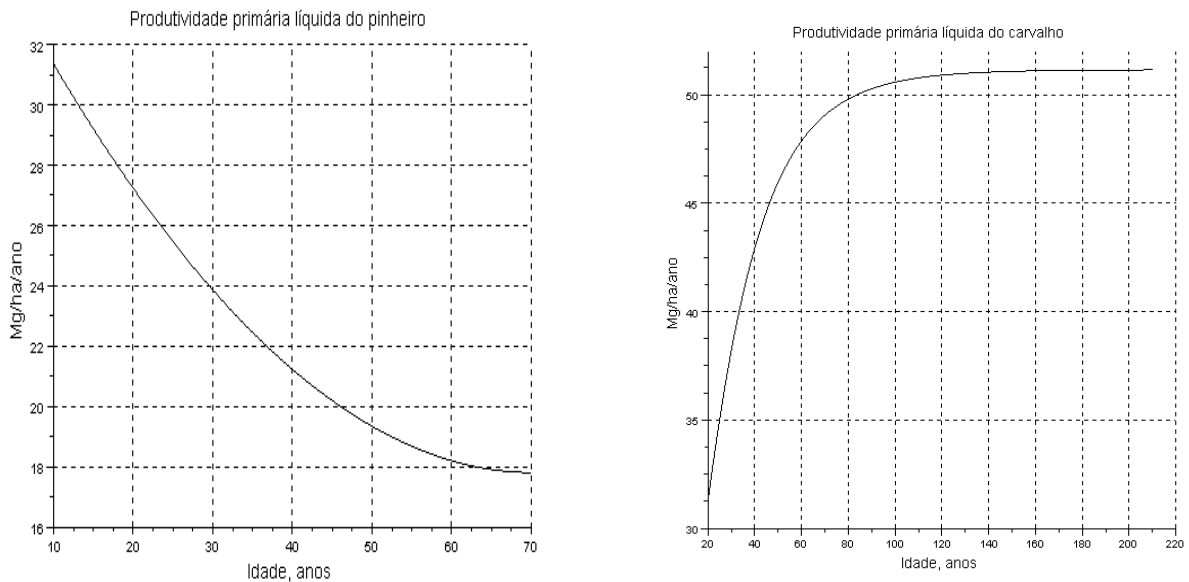 Produtividade primária líquida do pinheiro
32
30
28
26
24
22
20
18
16
Mg/ha/ano
10 20 30 40 50 60 70
Idade, anos
Produtividade primária líquida do carvalho
50
45
40
35
30
Mg/ha/ano
20 40 60 80 100 120 140 160 180 200 220
Idade, anos